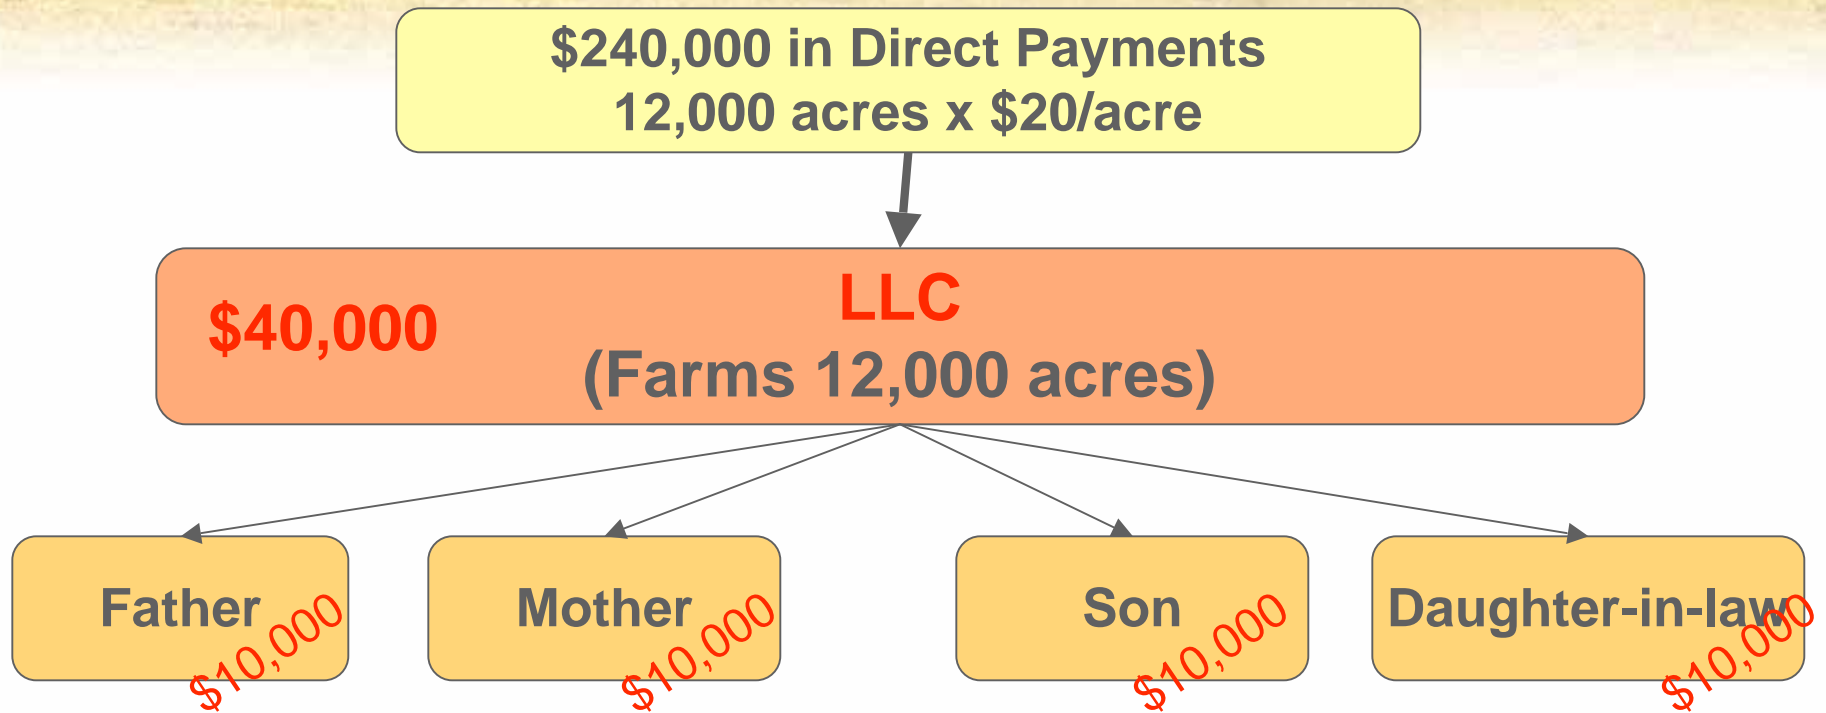 $240,000 in Direct Payments
12,000 acres x $20/acre
LLC
$40,000
(Farms 12,000 acres)
Father
$10,000
Mother
$10,000
Son
$10,000
Daughter-in-law
$10,000